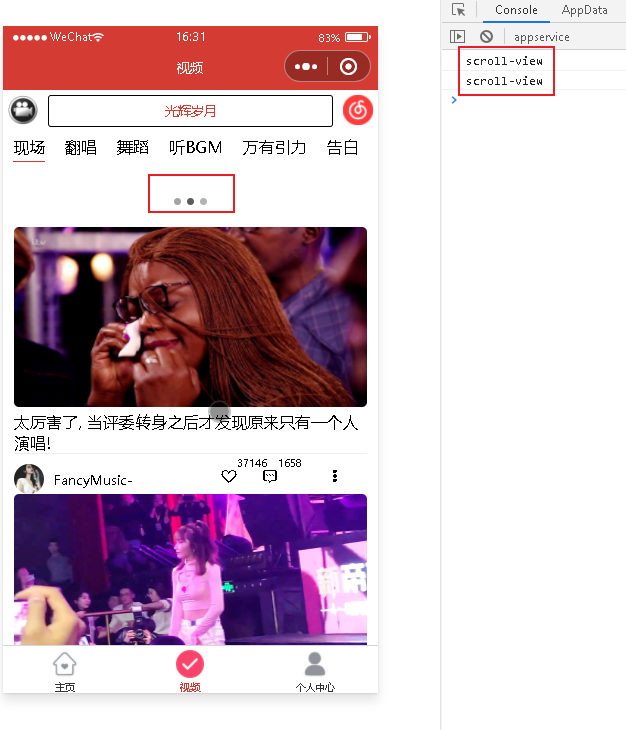 WeChat
16:31
83%
视频
光辉岁月
现场 翻唱 舞蹈 听BGM 万有引力 告白
太厉害了, 当评委转身之后才发现原来只有一个人
演唱!
FancyMusic-
37146
1658
主页
视频
个人中心
Console
AppData
appservice
scroll-view
scroll-view